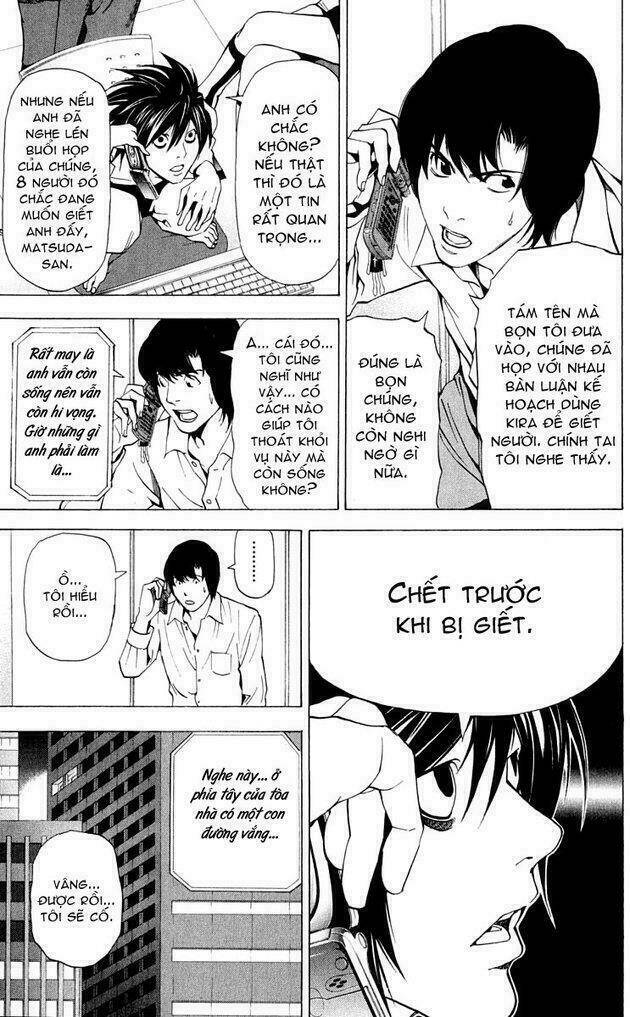 TÁM TÊN MÀ
BỌN TÔI ĐƯA
VÀO, CHÚNG ĐÃ
HỌP VỚI NHAU
BÀN LUẬN KẾ
HOẠCH DÙNG
KIRA ĐỂ GIẾT
NGƯỜI. CHÍNH TAI
TÔI NGHE THẤY.
ĐÚNG LÀ
BỌN
CHÚNG,
KHÔNG
CÒN NGHI
NGỜ GÌ
NỮA.
ANH CÓ
CHẮC
KHÔNG?
NẾU THẬT
THÌ ĐÓ LÀ
MỘT TIN
RẤT QUAN
TRỌNG...
NHƯNG NẾU
ANH ĐÃ
NGHE LÉN
BUỔI HỌP
CỦA CHÚNG,
8 NGƯỜI ĐÓ
CHẮC ĐANG
MUỐN GIẾT
ANH ĐẤY,
MATSUDA-
SAN.
A... CÁI ĐÓ...
TÔI CŨNG
NGHĨ NHƯ
VẬY... CÓ
CÁCH NÀO
GIÚP TÔI
THOÁT KHỎI
VỤ NÀY MÀ
CÒN SỐNG
KHÔNG?
Rất may là
anh vẫn còn
sống nên vẫn
còn hi vọng.
Giờ những gì
anh phải làm
là...
CHẾT TRƯỚC
KHI BỊ GIẾT.
.......
Ồ...
TÔI HIỂU
RỒI...
Nghe này... ở
phía tây của tòa
nhà có một con
đường vắng...
VÂNG...
ĐƯỢC RỒI...
TÔI SẼ CỐ.